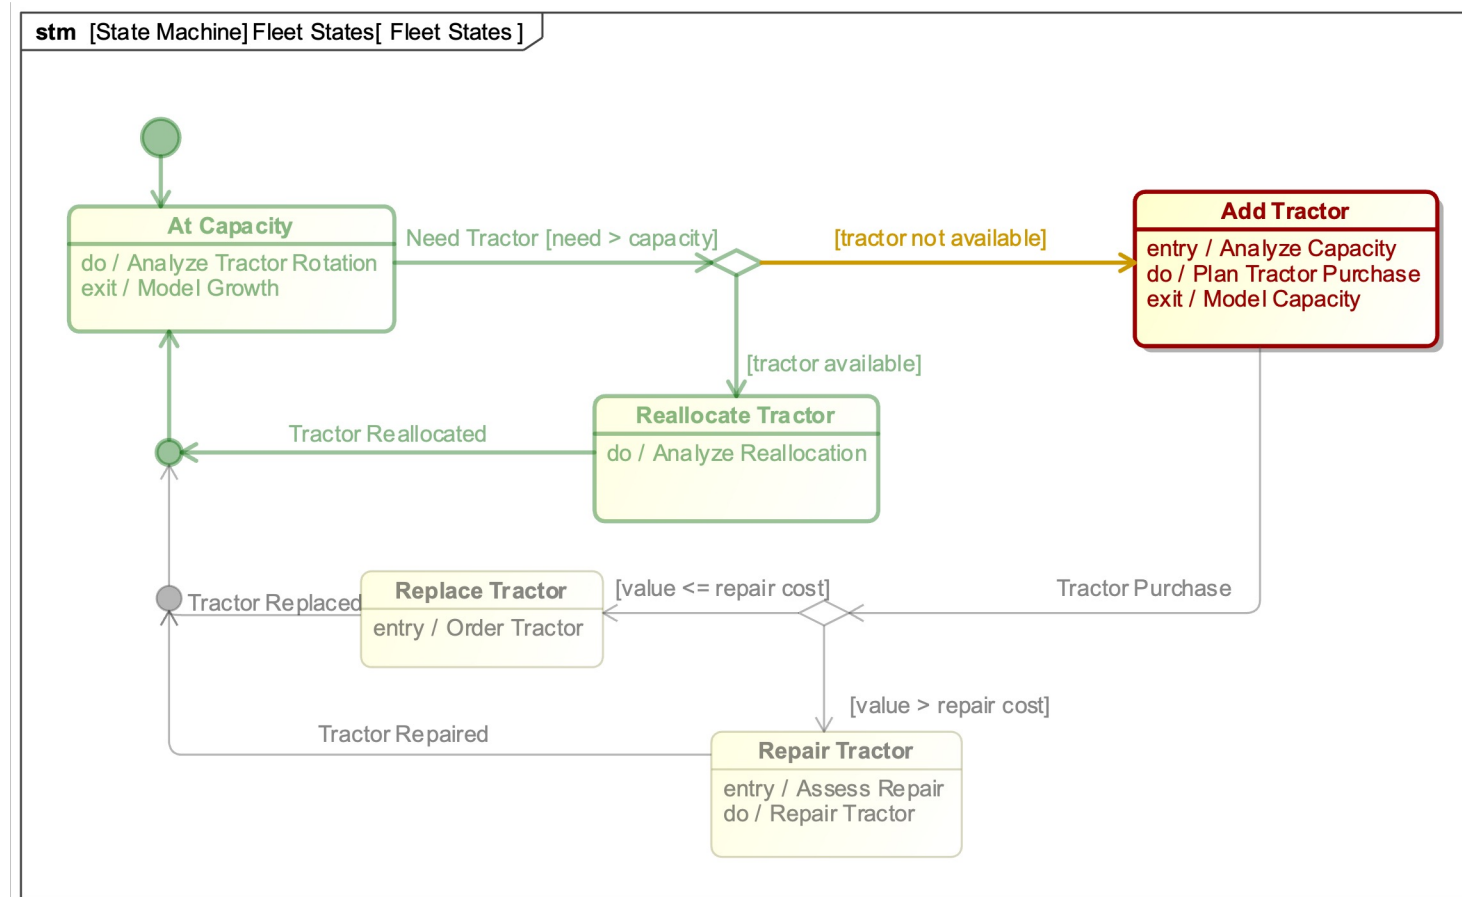 stm [State Machine] Fleet States[ Fleet States ]
At Capacity
do / Analyze Tractor Rotation
exit / Model Growth
Need Tractor [need > capacity]
[tractor not available]
Add Tractor
entry / Analyze Capacity
do / Plan Tractor Purchase
exit / Model Capacity
[tractor available]
Reallocate Tractor
do / Analyze Reallocation
Tractor Reallocated
Tractor Replaced
Replace Tractor
entry / Order Tractor
[value <= repair cost]
Tractor Purchase
[value > repair cost]
Tractor Repaired
Repair Tractor
entry / Assess Repair
do / Repair Tractor